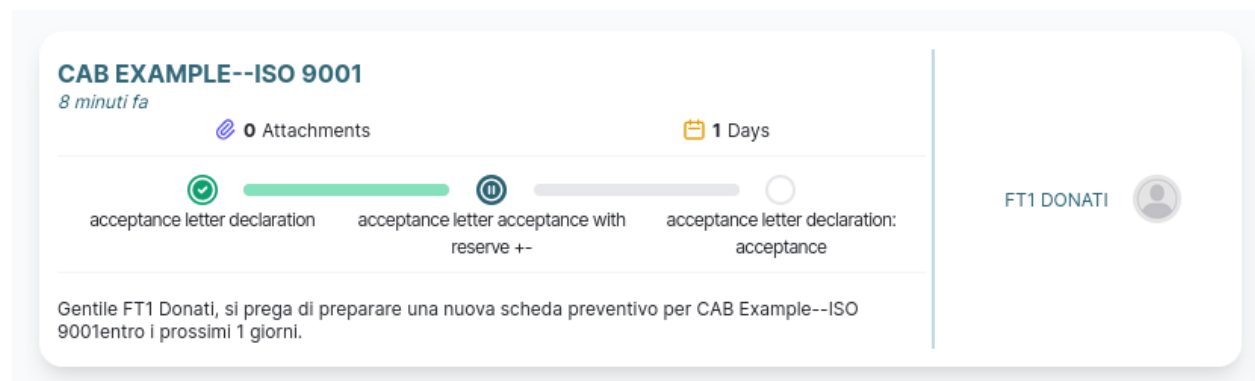 CAB EXAMPLE--ISO 9001
8 minuti fa
0 Attachments
1 Days
acceptance letter declaration
acceptance letter acceptance with
reserve +-
acceptance letter declaration:
acceptance
Gentile FT1 Donati, si prega di preparare una nuova scheda preventivo per CAB Example--ISO
9001entro i prossimi 1 giorni.
FT1 DONATI